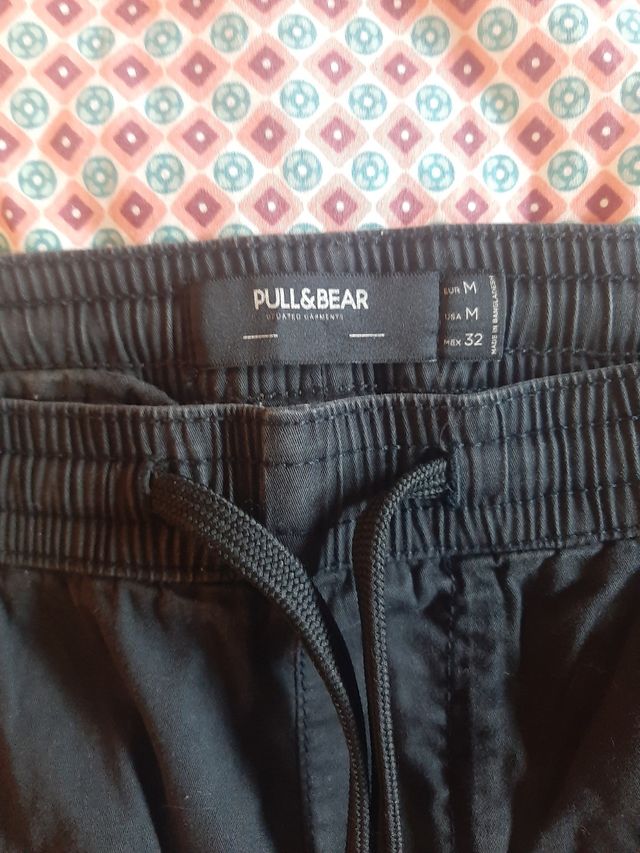 PULL&BEAR
UPDATED GARMENTS
EUR M
USA M
MEX 32
MADE IN BANGLADESH